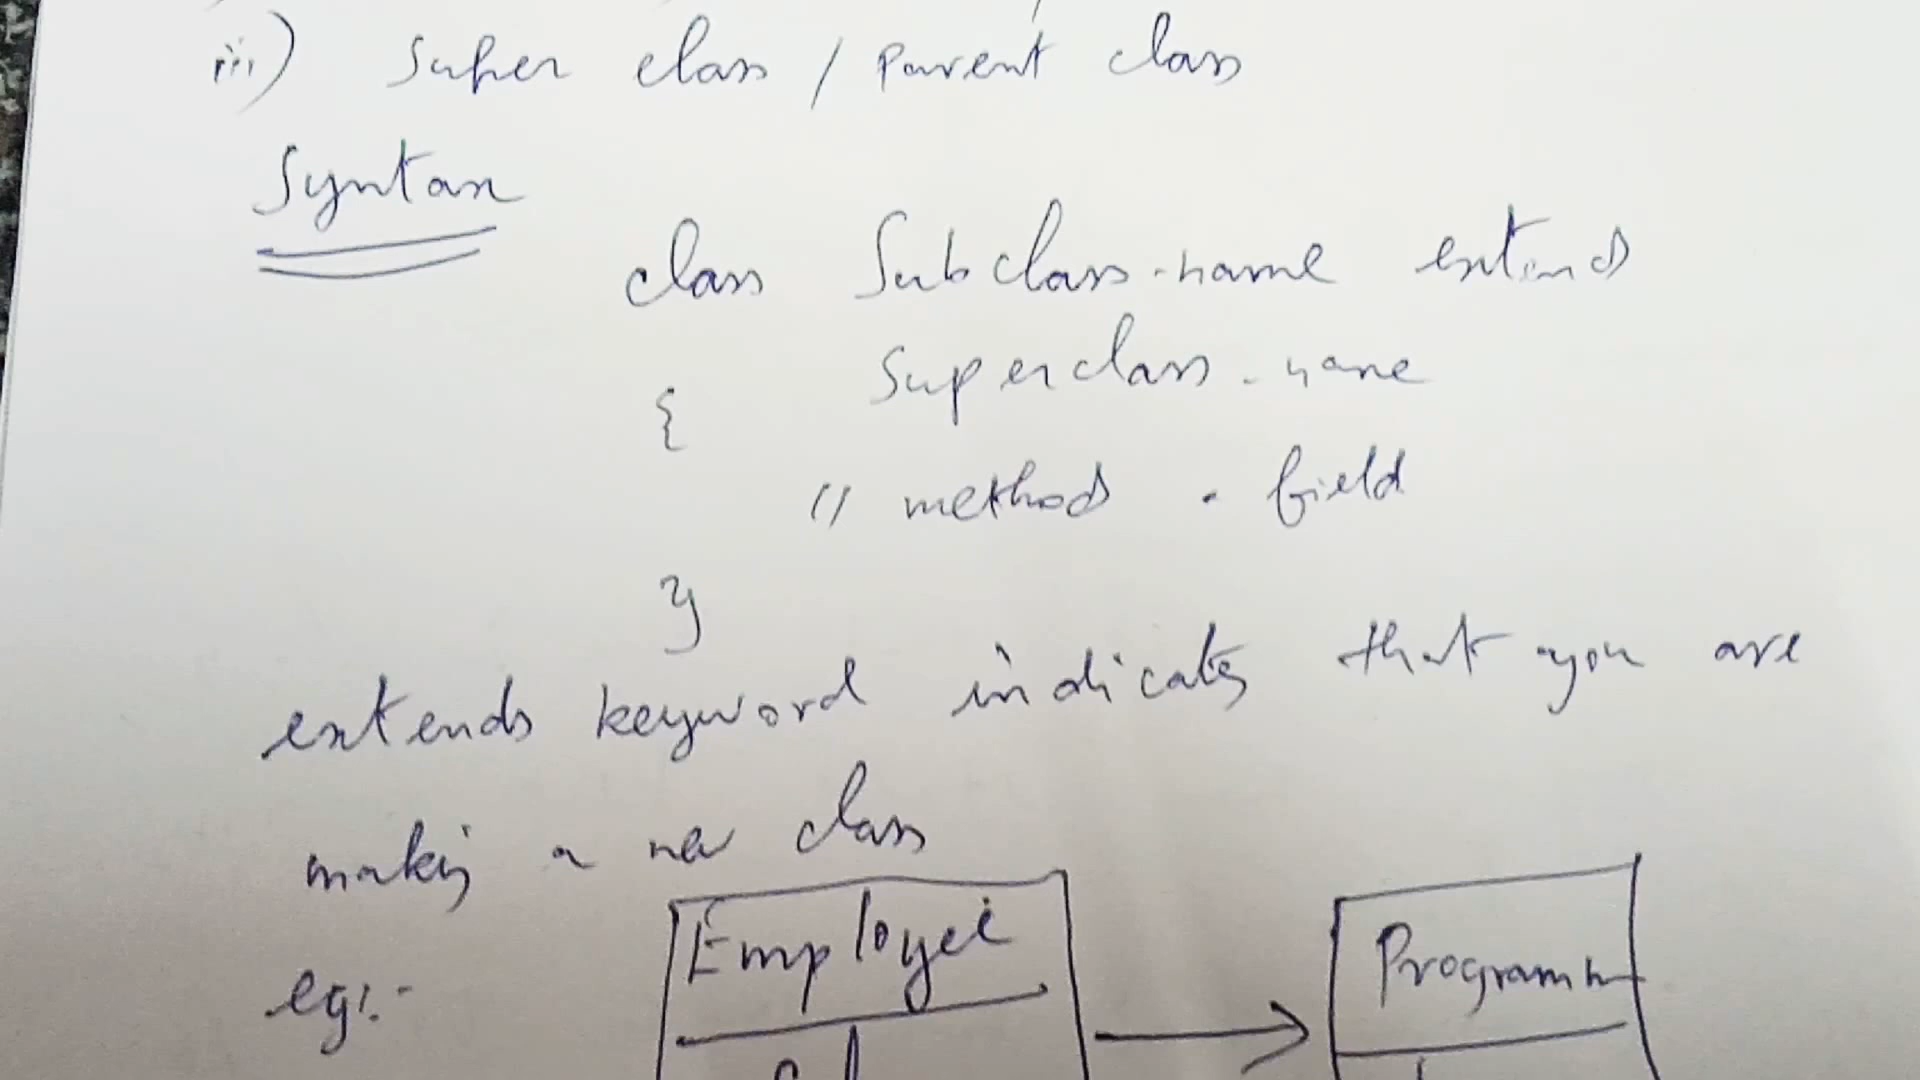 iii) Super class / Parent class
Syntax
class Subclass-name extends
Superclass-name
{
// methods . field
}
extends keyword indicates that you are
making a new class
eg:-
Employee
Programm